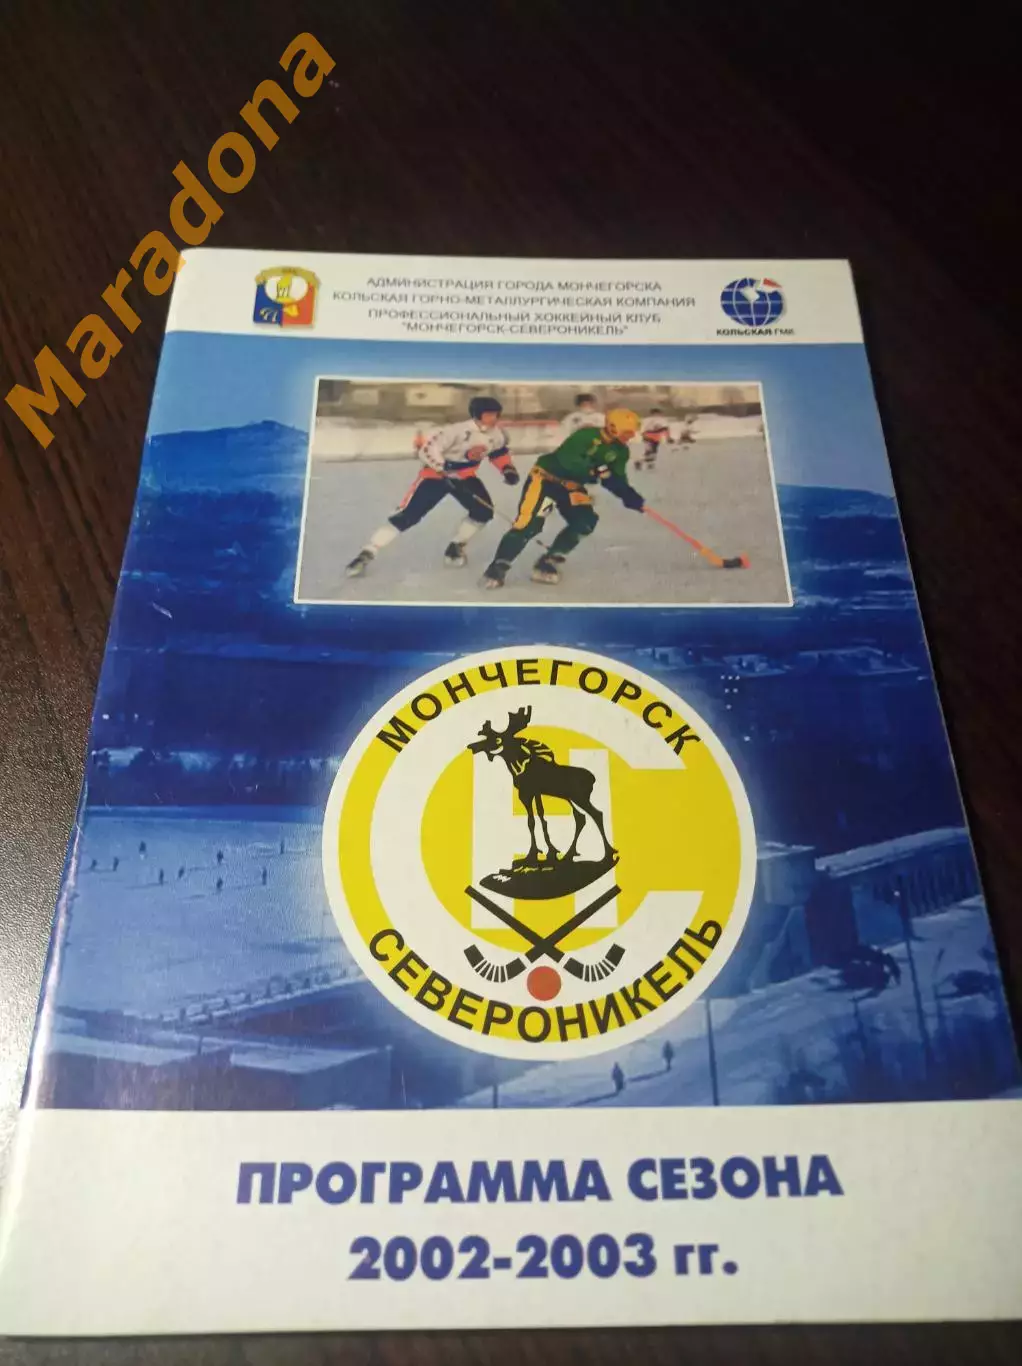 Maradona
АДМИНИСТРАЦИЯ ГОРОДА МОНЧЕГОРСКА
КОЛЬСКАЯ ГОРНО-МЕТАЛЛУРГИЧЕСКАЯ КОМПАНИЯ
ПРОФЕССИОНАЛЬНЫЙ ХОККЕЙНЫЙ КЛУБ
"МОНЧЕГОРСК-СЕВЕРОНИКЕЛЬ"
КОЛЬСКАЯ ГМК
МОНЧЕГОРСК
НС
СЕВЕРОНИКЕЛЬ
ПРОГРАММА СЕЗОНА
2002-2003 гг.